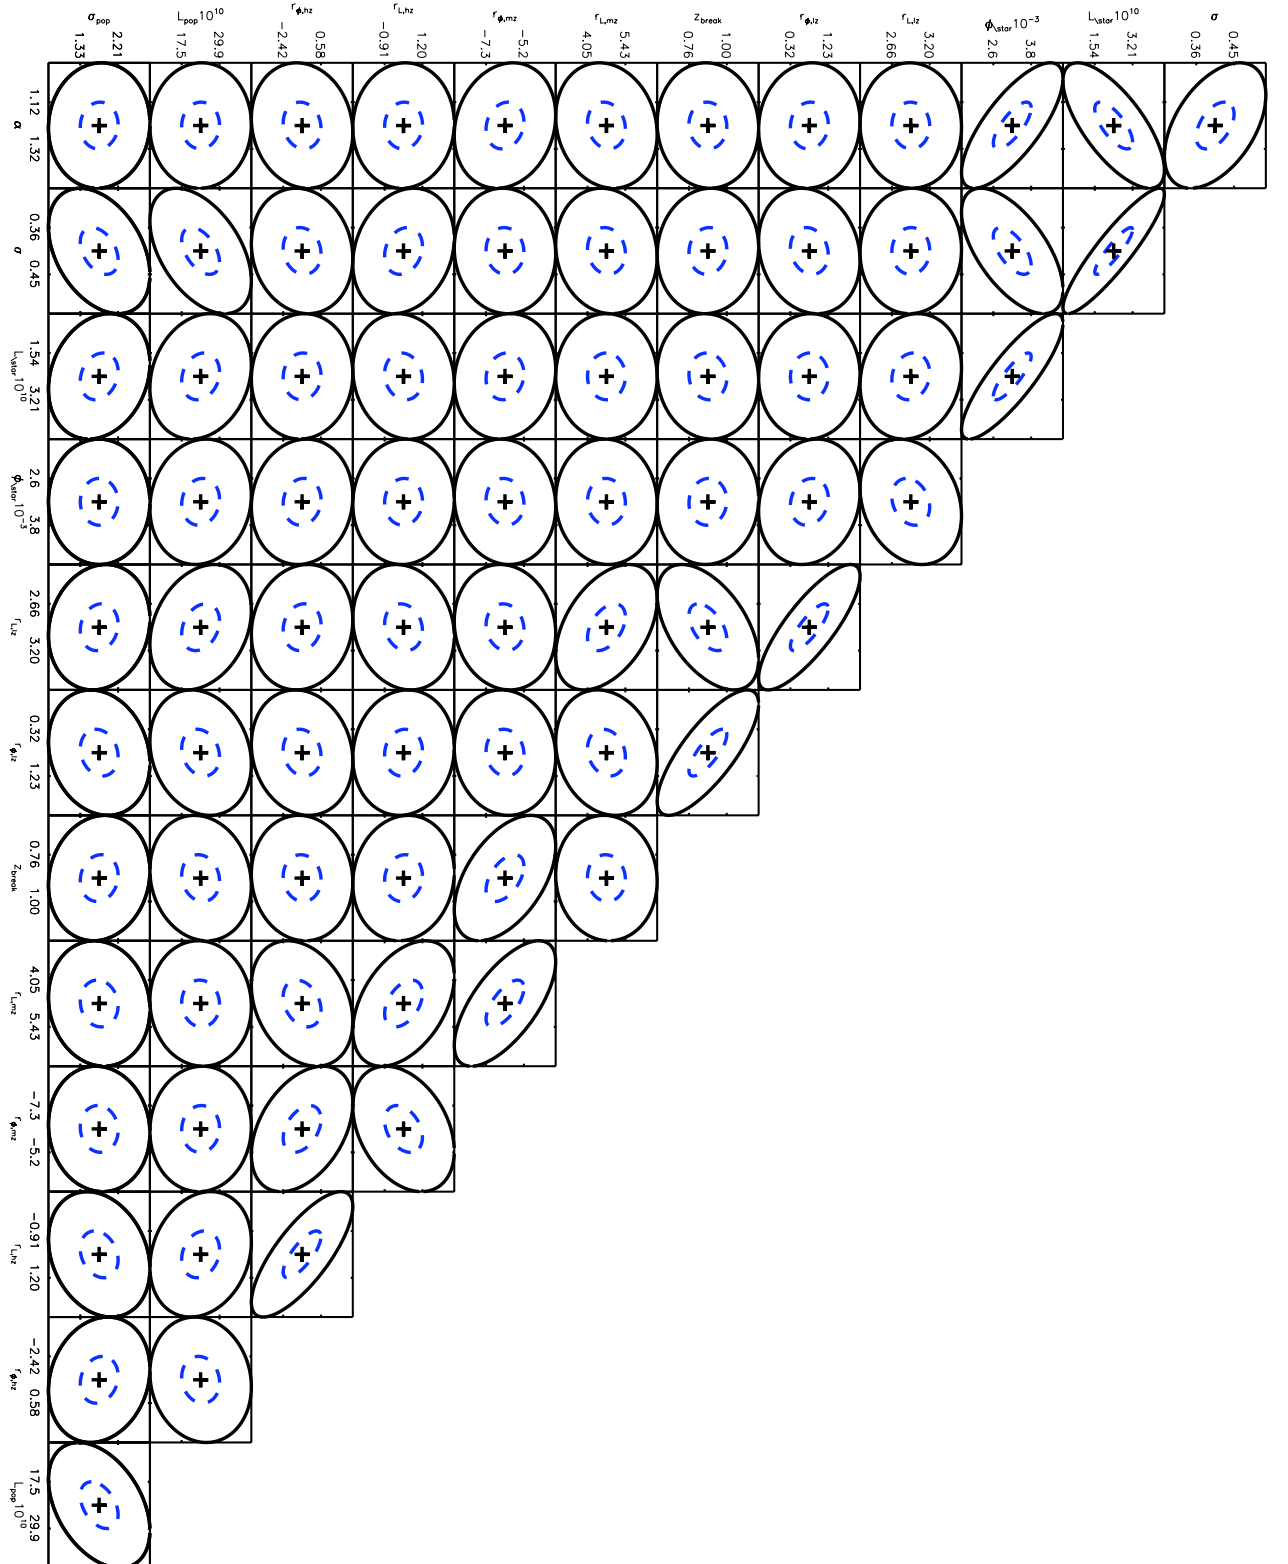 σpop
L_pop 10^10
r_ϕ,hz
r_L,hz
r_ϕ,mz
r_L,mz
z_break
r_ϕ,lz
r_L,lz
ϕ_\star 10^-3
L_\star 10^10
σ
1.33 2.21
17.5 29.9
-2.42 0.58
-0.91 1.20
-7.3 -5.2
4.05 5.43
0.76 1.00
0.32 1.23
2.66 3.20
2.6 3.8
1.54 3.21
0.36 0.45
1.12 1.32
α
0.36 0.45
σ
1.54 3.21
L_\star 10^10
2.6 3.8
ϕ_\star 10^-3
2.66 3.20
r_L,lz
0.32 1.23
r_ϕ,lz
0.76 1.00
z_break
4.05 5.43
r_L,mz
-7.3 -5.2
r_ϕ,mz
-0.91 1.20
r_L,hz
-2.42 0.58
r_ϕ,hz
17.5 29.9
L_pop 10^10